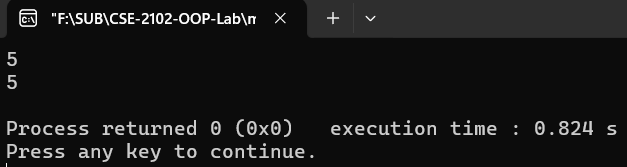 "F:\SUB\CSE-2102-OOP-Lab\m
5
5
Process returned 0 (0x0)   execution time : 0.824 s
Press any key to continue.